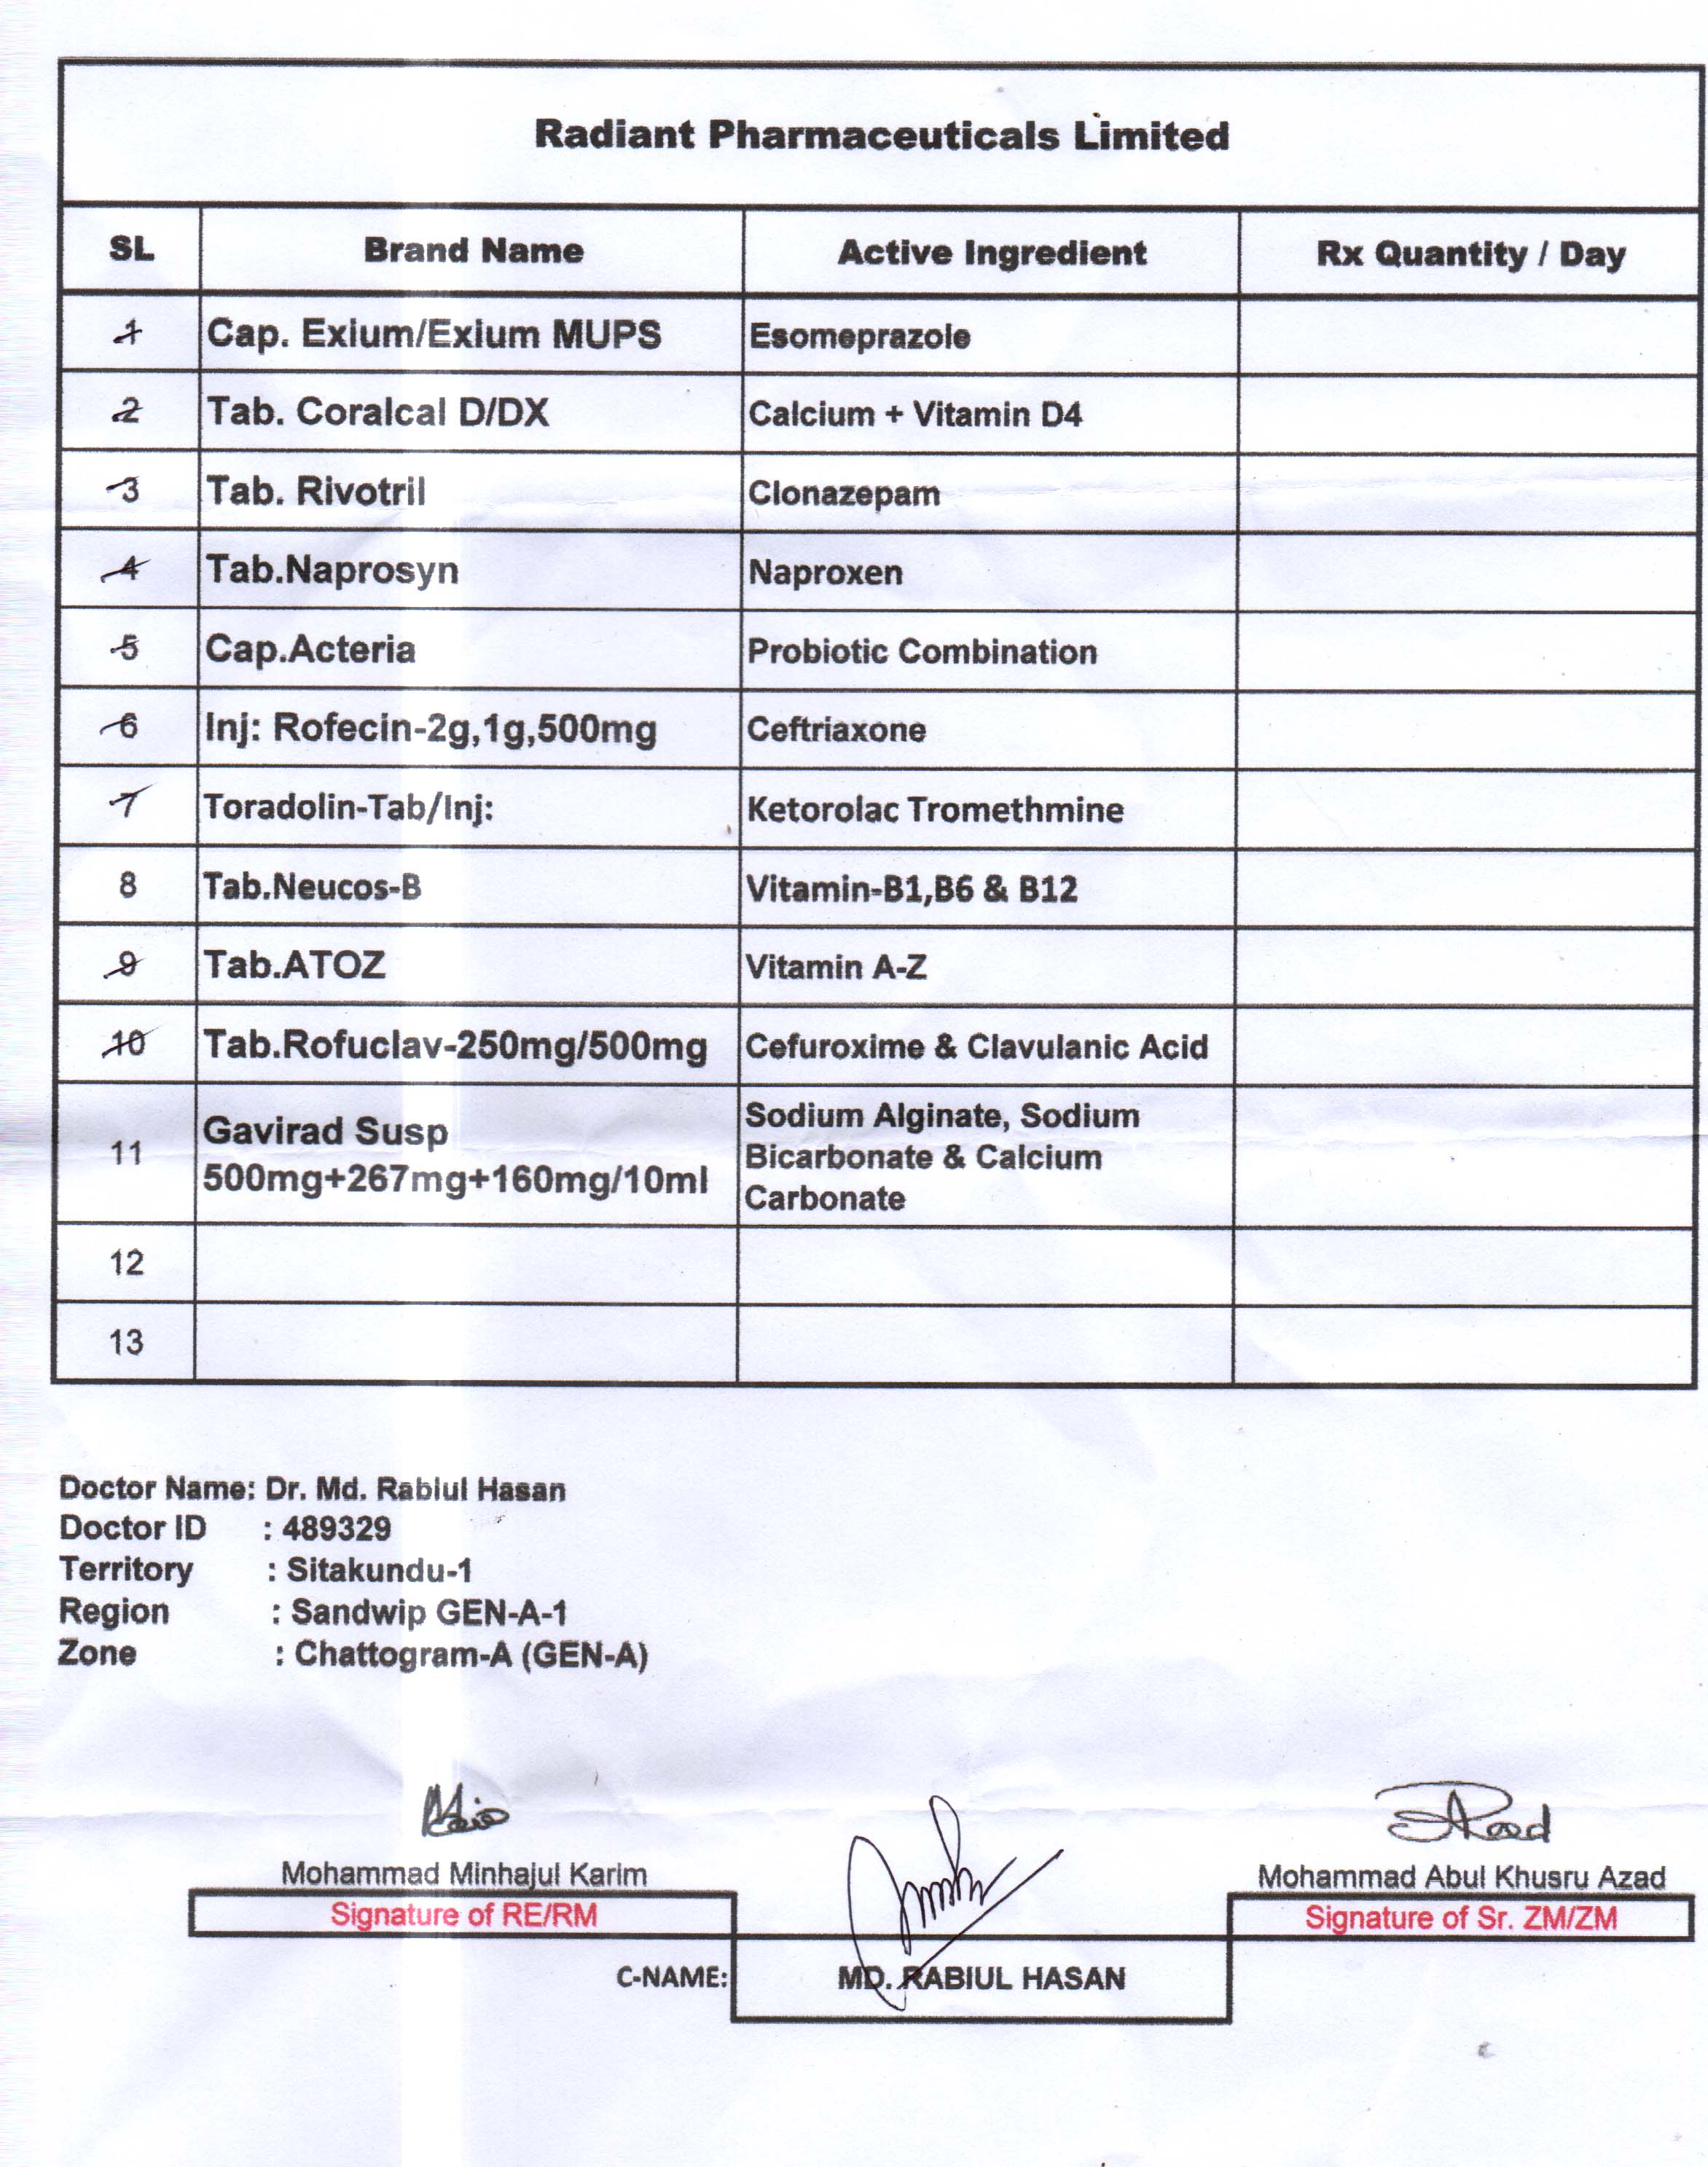 Radiant Pharmaceuticals Limited
SL Brand Name Active Ingredient Rx Quantity / Day
1 Cap. Exium/Exium MUPS Esomeprazole
2 Tab. Coralcal D/DX Calcium + Vitamin D4
3 Tab. Rivotril Clonazepam
4 Tab.Naprosyn Naproxen
5 Cap.Acteria Probiotic Combination
6 Inj: Rofecin-2g,1g,500mg Ceftriaxone
7 Toradolin-Tab/Inj: Ketorolac Tromethmine
8 Tab.Neucos-B Vitamin-B1,B6 & B12
9 Tab.ATOZ Vitamin A-Z
10 Tab.Rofuclav-250mg/500mg Cefuroxime & Clavulanic Acid
11 Gavirad Susp
500mg+267mg+160mg/10ml
Sodium Alginate, Sodium
Bicarbonate & Calcium
Carbonate
12
13
Doctor Name: Dr. Md. Rabiul Hasan
Doctor ID : 489329
Territory : Sitakundu-1
Region : Sandwip GEN-A-1
Zone : Chattogram-A (GEN-A)
Mohammad Minhajul Karim
Signature of RE/RM
Mohammad Abul Khusru Azad
Signature of Sr. ZM/ZM
C-NAME: MD. RABIUL HASAN